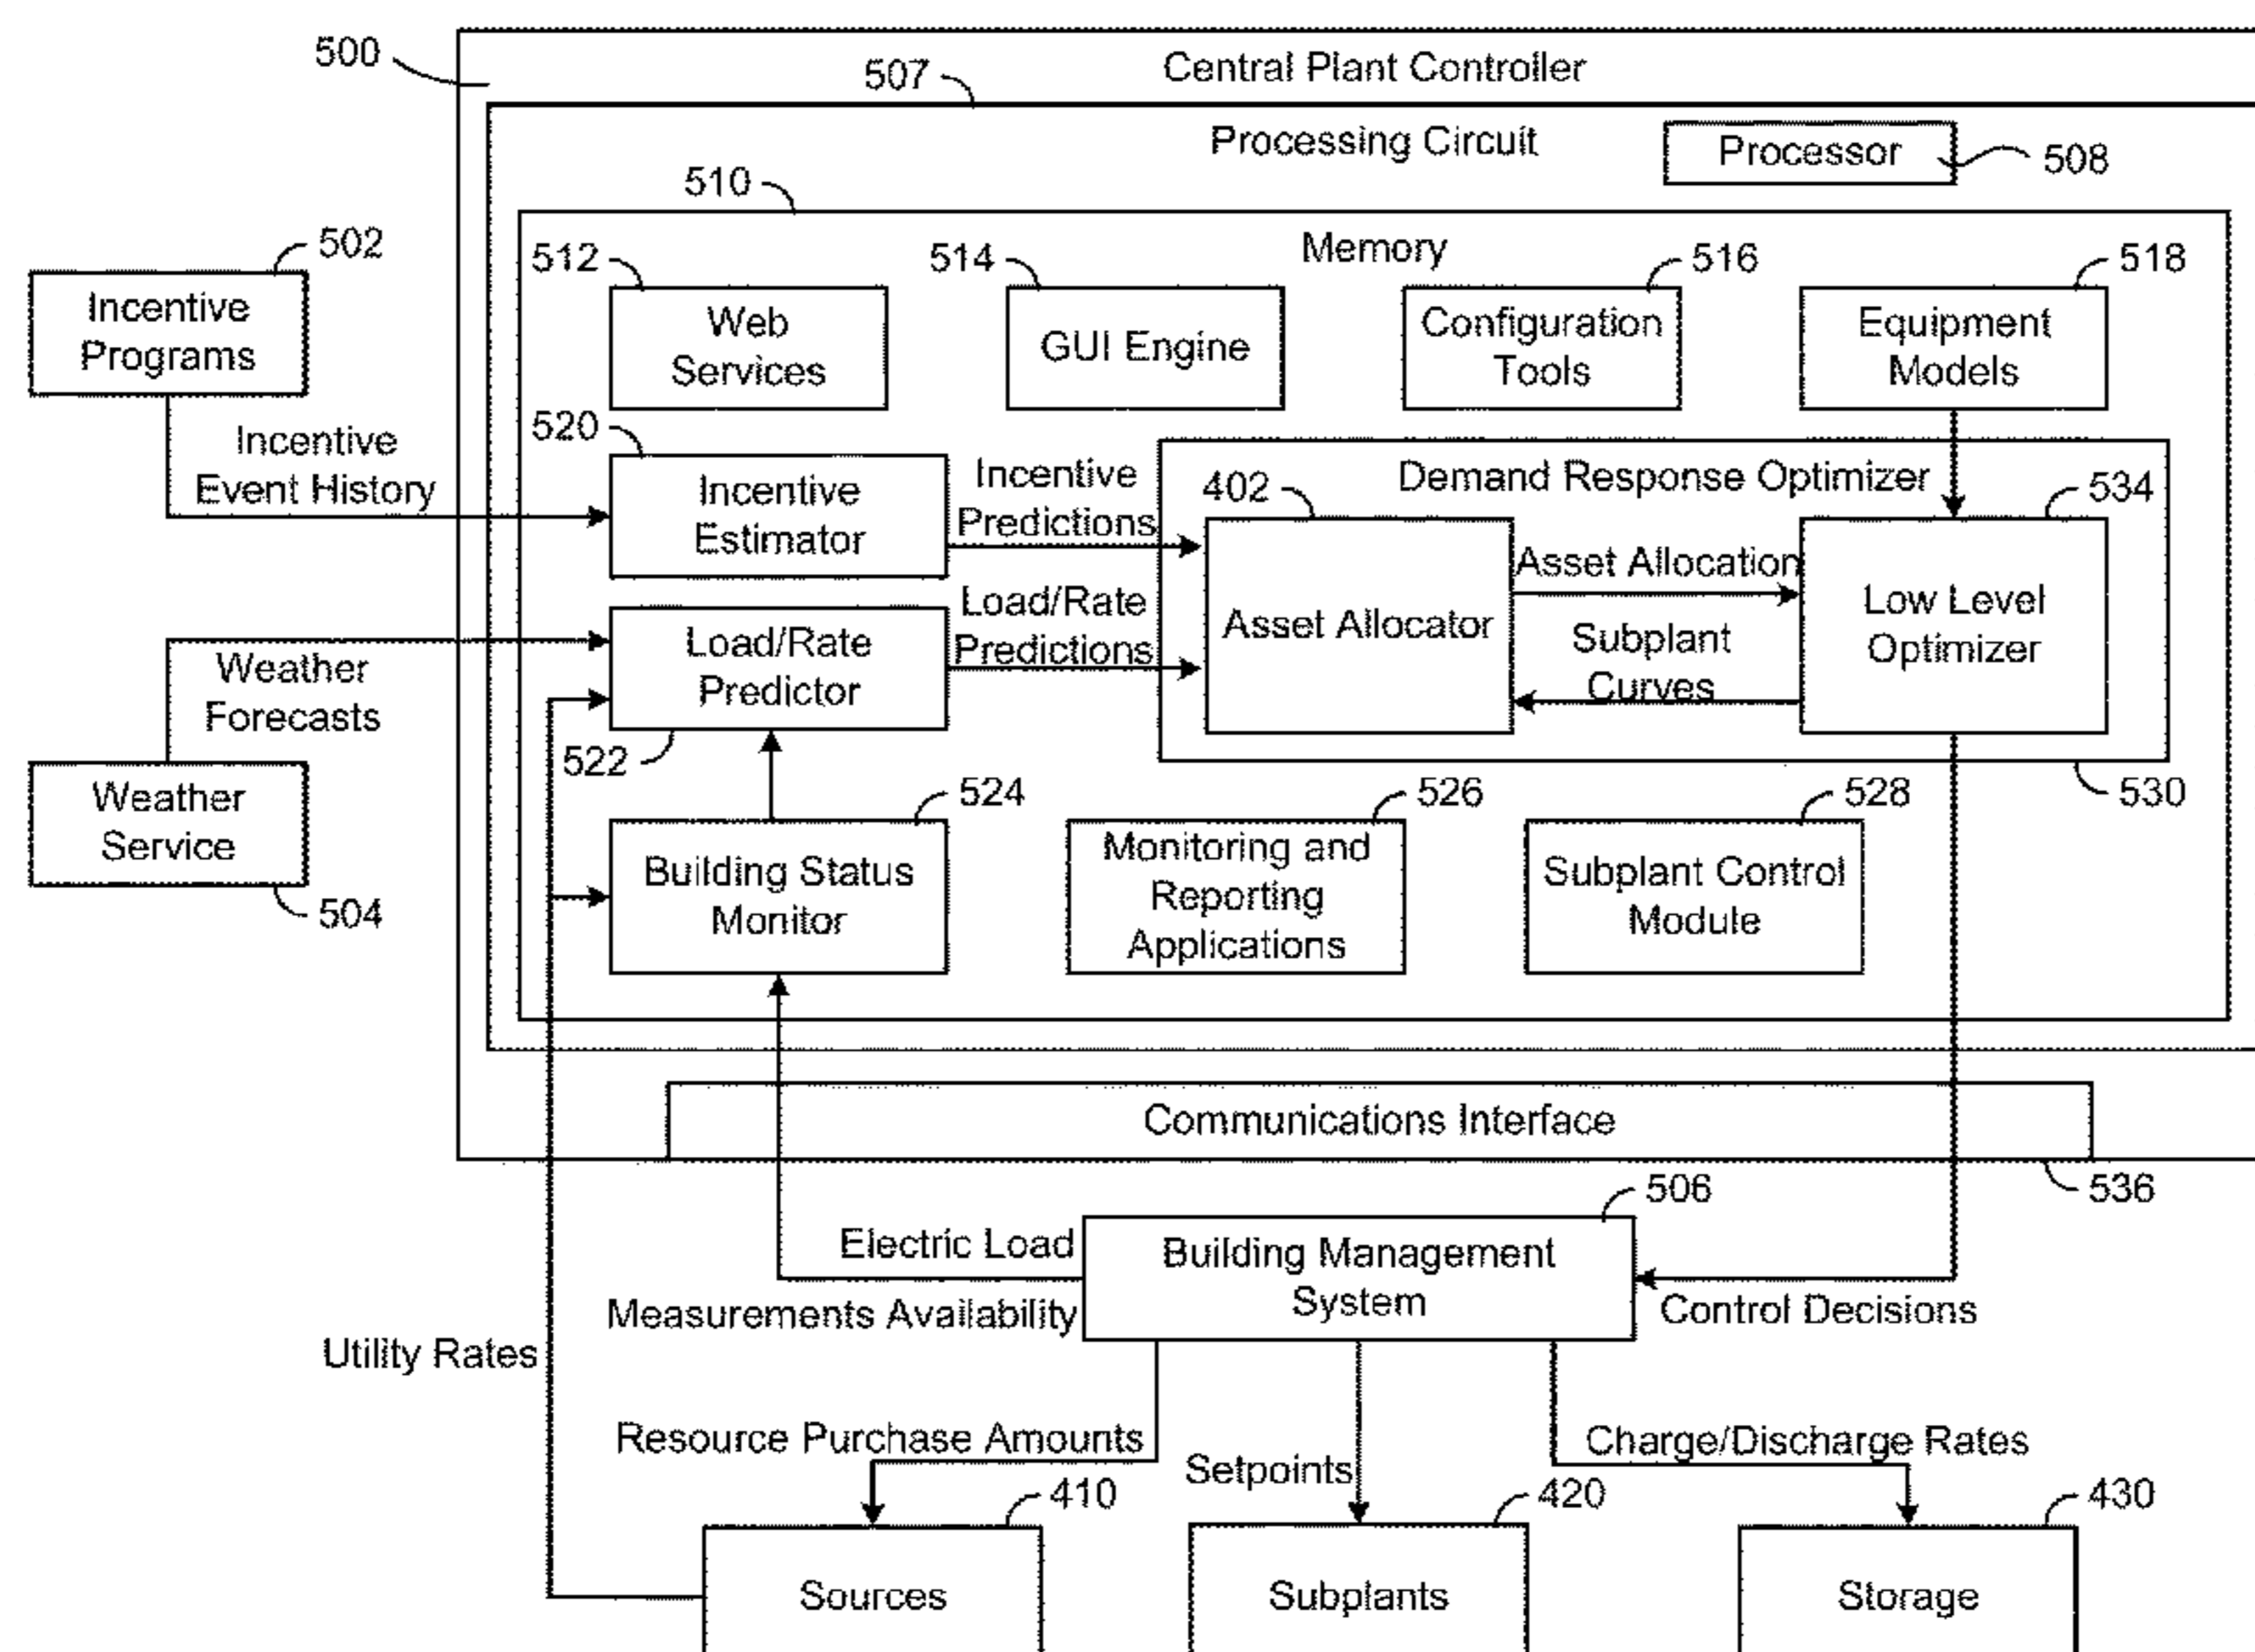 500
Central Plant Controller
507
Processing Circuit
Processor
508
510
Memory
502
Incentive
Programs
512
Web
Services
514
GUI Engine
516
Configuration
Tools
518
Equipment
Models
Incentive
Event History
520
Incentive
Estimator
Incentive
Predictions
Demand Response Optimizer
402
Asset Allocator
Asset Allocation
Subplant
Curves
534
Low Level
Optimizer
530
Load/Rate
Predictor
522
Load/Rate
Predictions
Weather
Forecasts
Weather
Service
504
524
Building Status
Monitor
526
Monitoring and
Reporting
Applications
528
Subplant Control
Module
Communications Interface
536
506
Building Management
System
Electric Load
Measurements Availability
Control Decisions
Utility Rates
Resource Purchase Amounts
Setpoints
Charge/Discharge Rates
410
Sources
420
Subplants
430
Storage